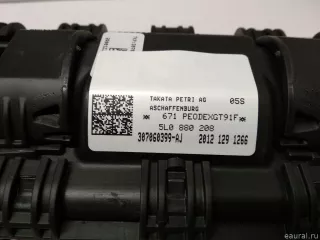 TAKATA PETRI AG 05S
ASCHAFFENBURG
* 671 PEODEXGT91F*
5L0 880 208
307060399-AJ 2012 129 1266
eaural.ru